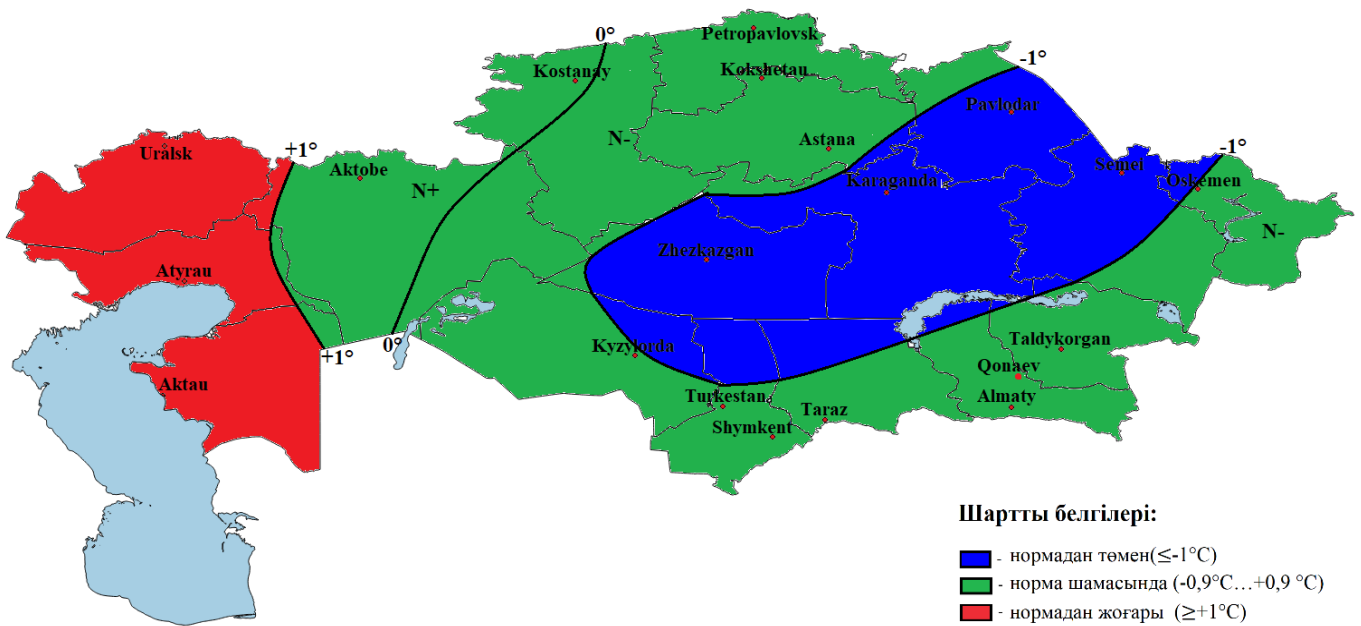 0°
Petropavlovsk
Kostanay
Kokshetau
-1°
Pavlodar
N-
Astana
Uralsk
+1°
Aktobe
-1°
Semei
Karaganda
Oskemen
N+
N-
Zhezkazgan
Atyrau
+1°
0°
Kyzylorda
Taldykorgan
Qonaev
Aktau
Turkestan
Almaty
Taraz
Shymkent
Шартты белгілері:
- нормадан төмен(≤-1°C)
- норма шамасында (-0,9°C...+0,9 °C)
- нормадан жоғары (≥+1°C)